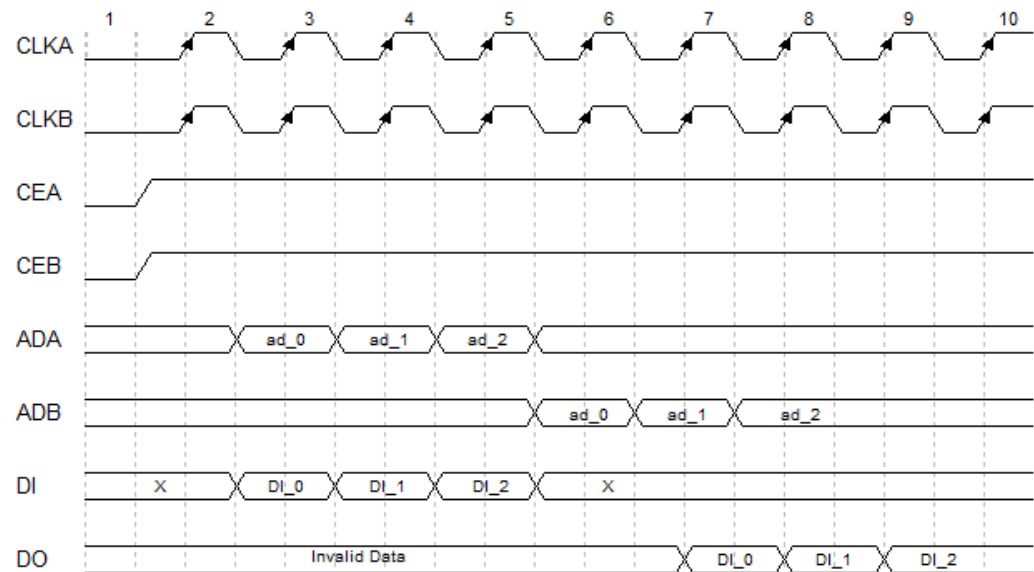 1 2 3 4 5 6 7 8 9 10
CLKA
CLKB
CEA
CEB
ADA ad_0 ad_1 ad_2
ADB ad_0 ad_1 ad_2
DI X DI_0 DI_1 DI_2 X
DO Invalid Data DI_0 DI_1 DI_2